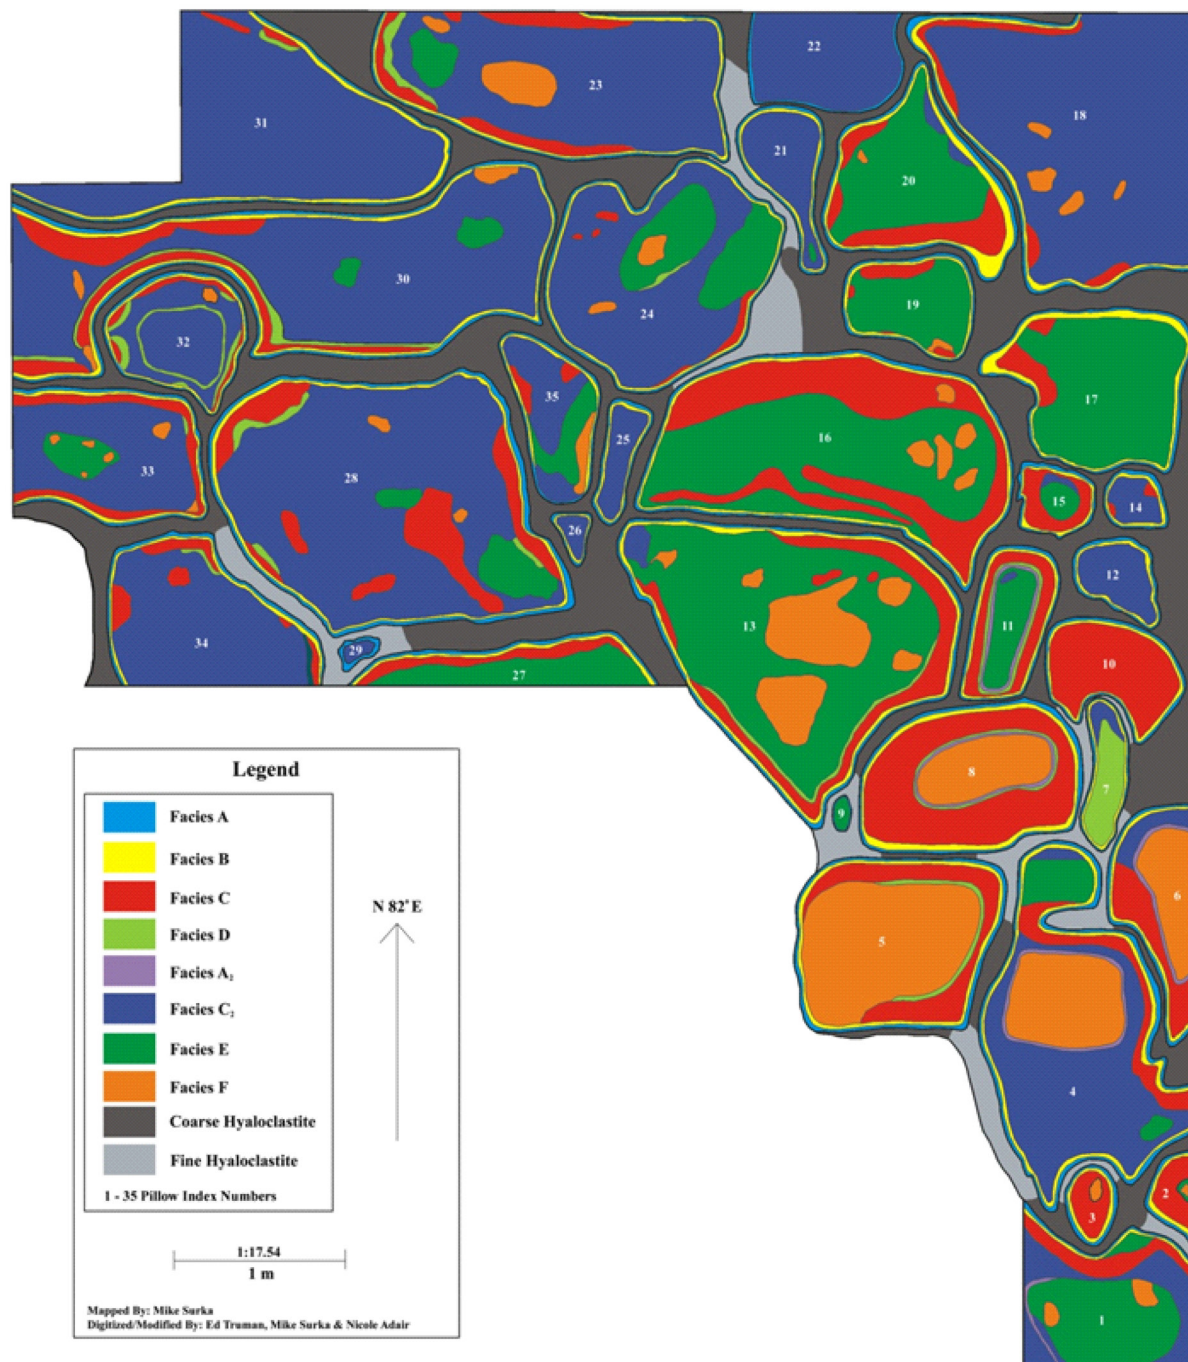 22
23
18
31
21
20
30
19
24
32
35
17
16
25
33
28
15
14
26
12
13
11
34
29
10
27
8
7
9
6
5
4
2
3
1
Legend
Facies A
Facies B
Facies C
Facies D
Facies A₂
Facies C₂
Facies E
Facies F
Coarse Hyaloclastite
Fine Hyaloclastite
1 - 35 Pillow Index Numbers
N 82° E
1:17.54
1 m
Mapped By: Mike Surka
Digitized/Modified By: Ed Truman, Mike Surka & Nicole Adair